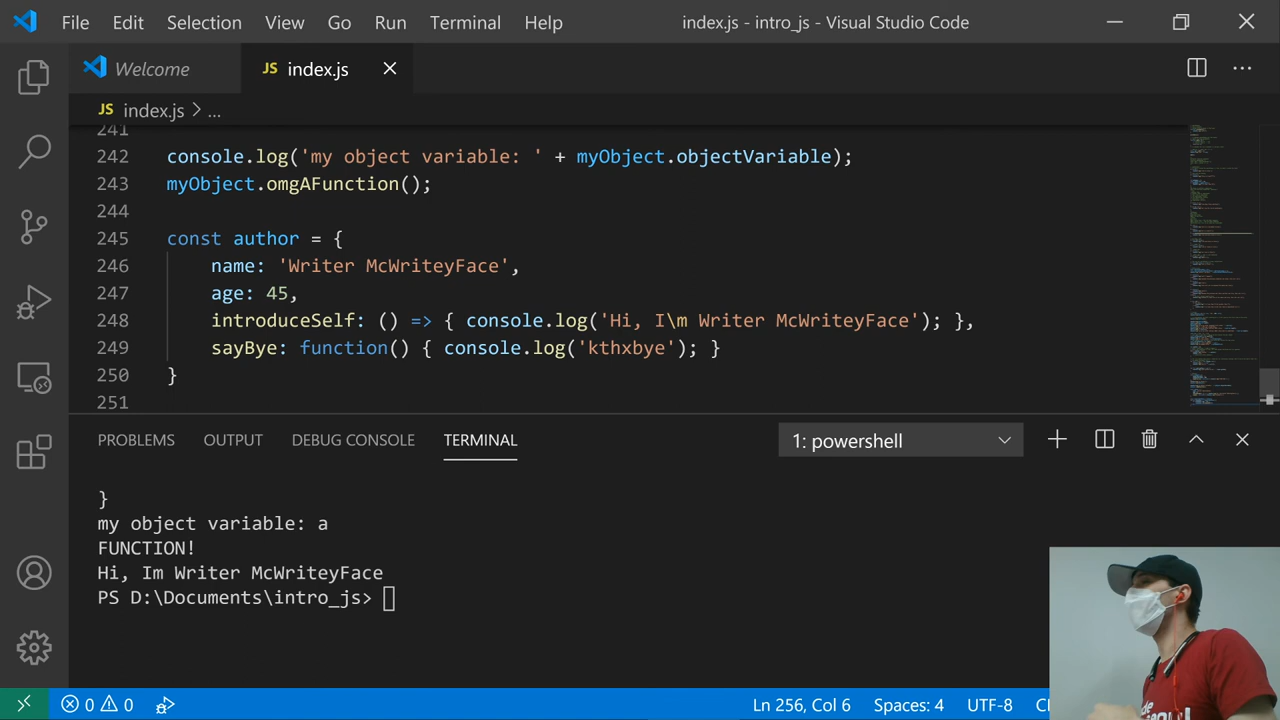 File Edit Selection View Go Run Terminal Help index.js - intro_js - Visual Studio Code
Welcome JS index.js
JS index.js > ...
241
242 console.log('my object variable: ' + myObject.objectVariable);
243 myObject.omgAFunction();
244
245 const author = {
246 name: 'Writer McWriteyFace',
247 age: 45,
248 introduceSelf: () => { console.log('Hi, I\m Writer McWriteyFace'); },
249 sayBye: function() { console.log('kthxbye'); }
250 }
251
PROBLEMS OUTPUT DEBUG CONSOLE TERMINAL 1: powershell
}
my object variable: a
FUNCTION!
Hi, Im Writer McWriteyFace
PS D:\Documents\intro_js>
0 0 Ln 256, Col 6 Spaces: 4 UTF-8